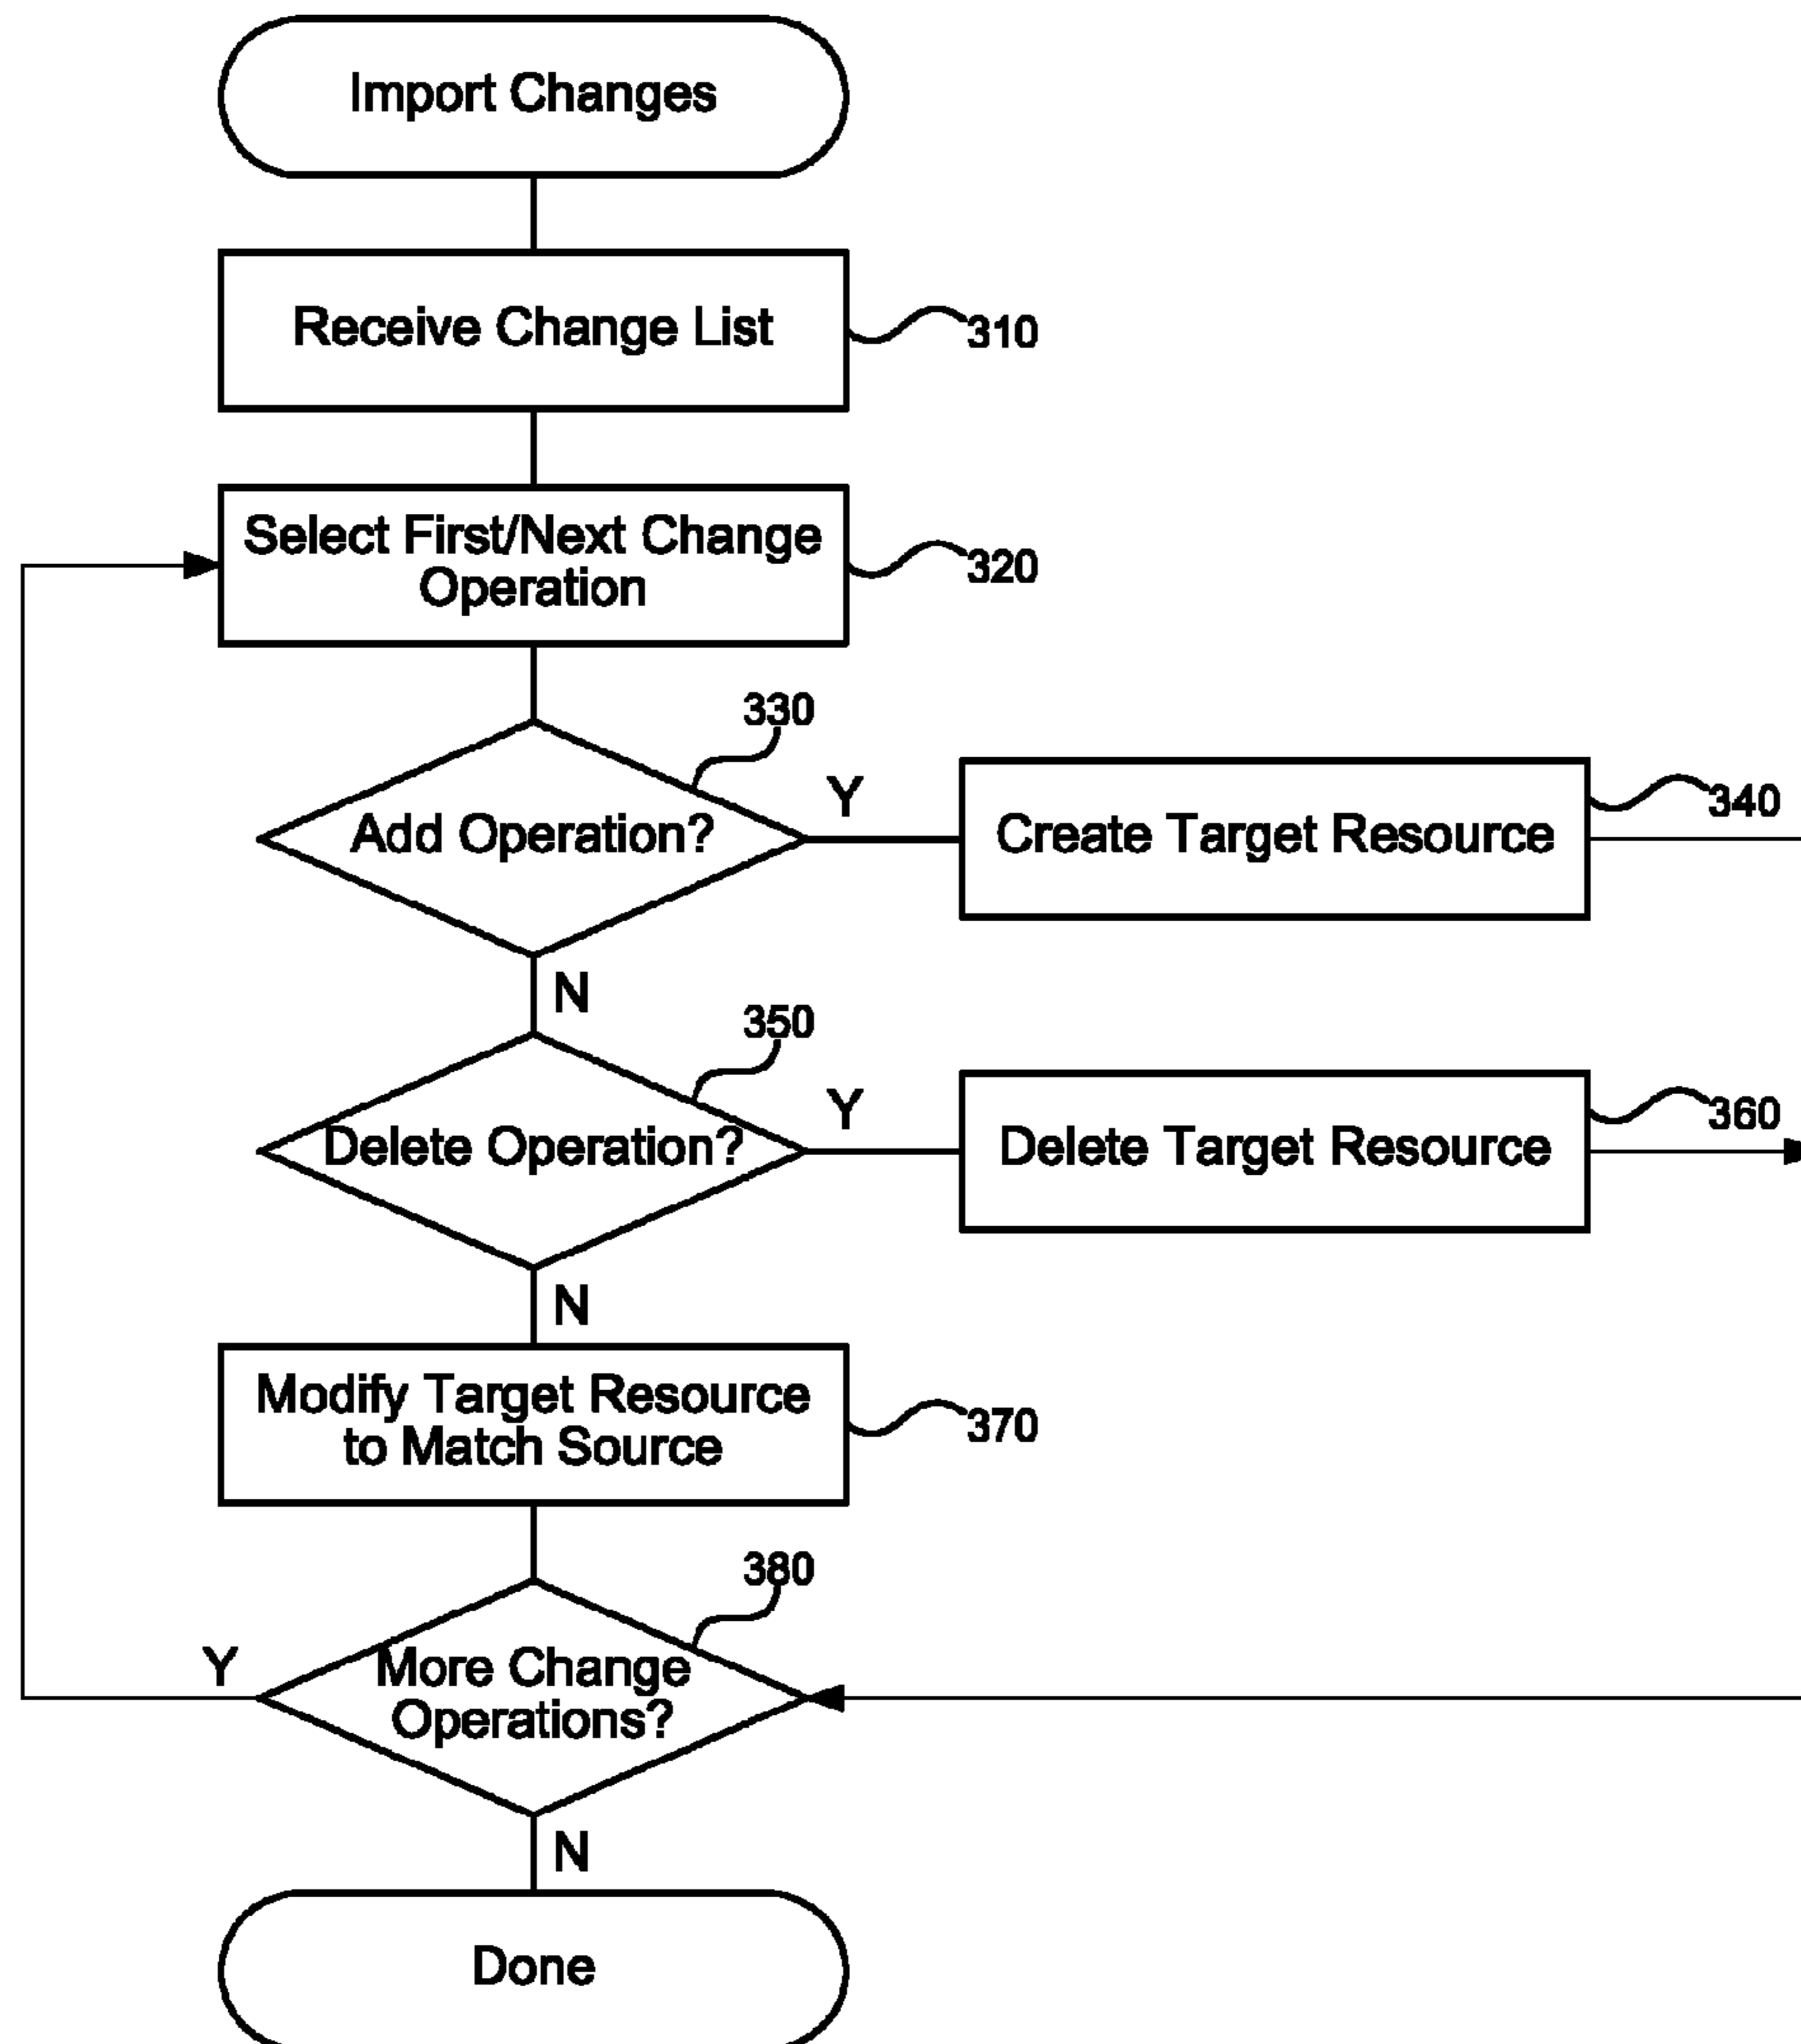 Import Changes
Receive Change List
310
Select First/Next Change
Operation
320
330
Add Operation?
Y
Create Target Resource
340
N
350
Delete Operation?
Y
Delete Target Resource
360
N
Modify Target Resource
to Match Source
370
380
More Change
Operations?
Y
N
Done